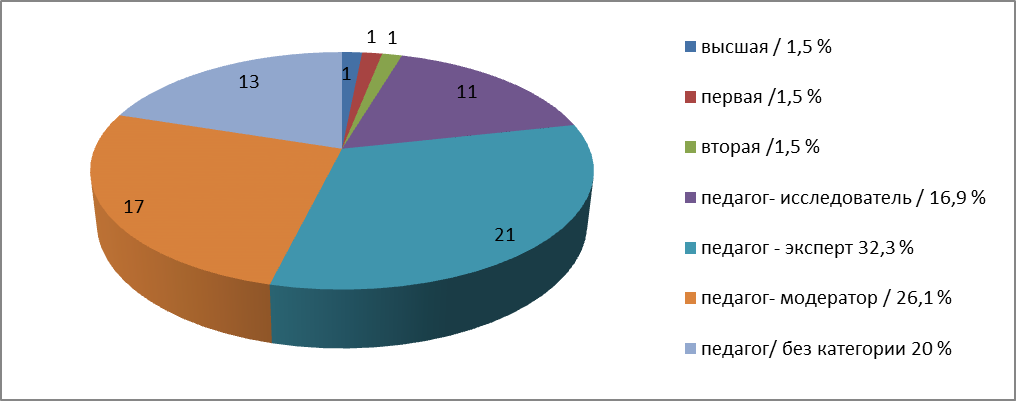 1
1
1
11
21
17
13
высшая / 1,5 %
первая /1,5 %
вторая /1,5 %
педагог- исследователь / 16,9 %
педагог - эксперт 32,3 %
педагог- модератор / 26,1 %
педагог/ без категории 20 %